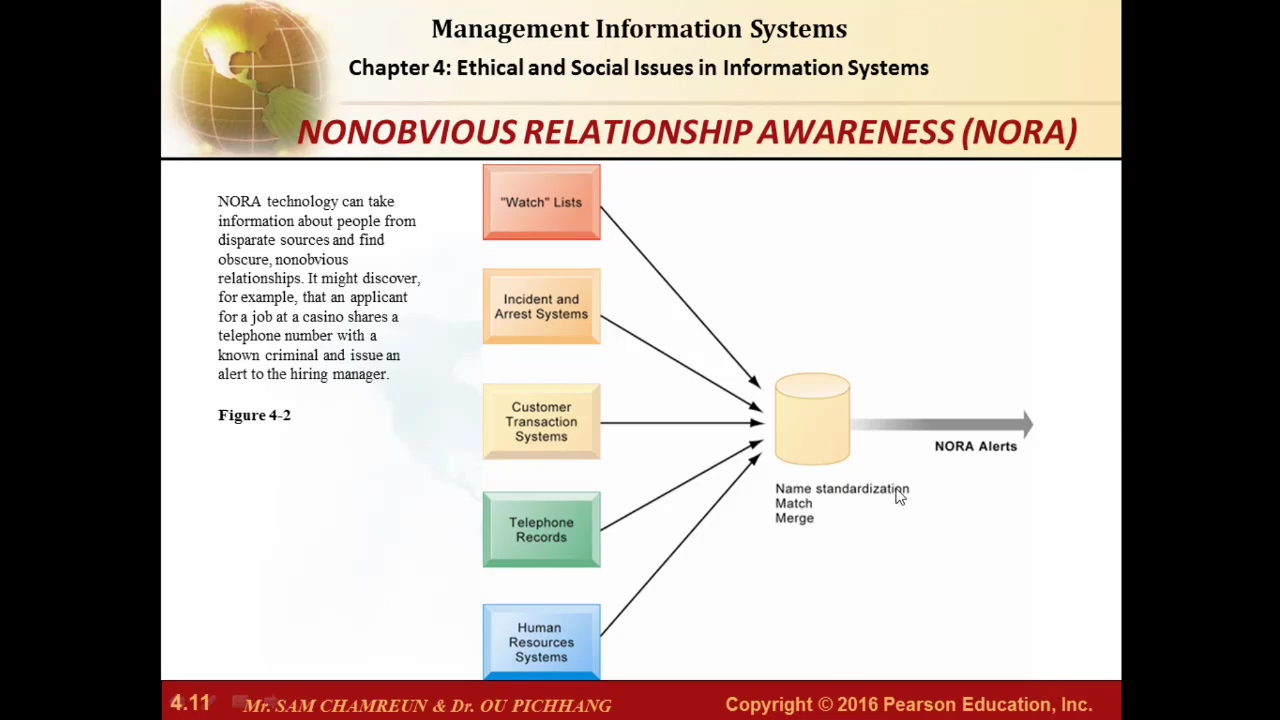 Management Information Systems
Chapter 4: Ethical and Social Issues in Information Systems
NONOBVIOUS RELATIONSHIP AWARENESS (NORA)
NORA technology can take
information about people from
disparate sources and find
obscure, nonobvious
relationships. It might discover,
for example, that an applicant
for a job at a casino shares a
telephone number with a
known criminal and issue an
alert to the hiring manager.
Figure 4-2
"Watch" Lists
Incident and
Arrest Systems
Customer
Transaction
Systems
Telephone
Records
Human
Resources
Systems
Name standardization
Match
Merge
NORA Alerts
4.11
Mr. SAM CHAMREUN & Dr. OU PICHHANG
Copyright © 2016 Pearson Education, Inc.